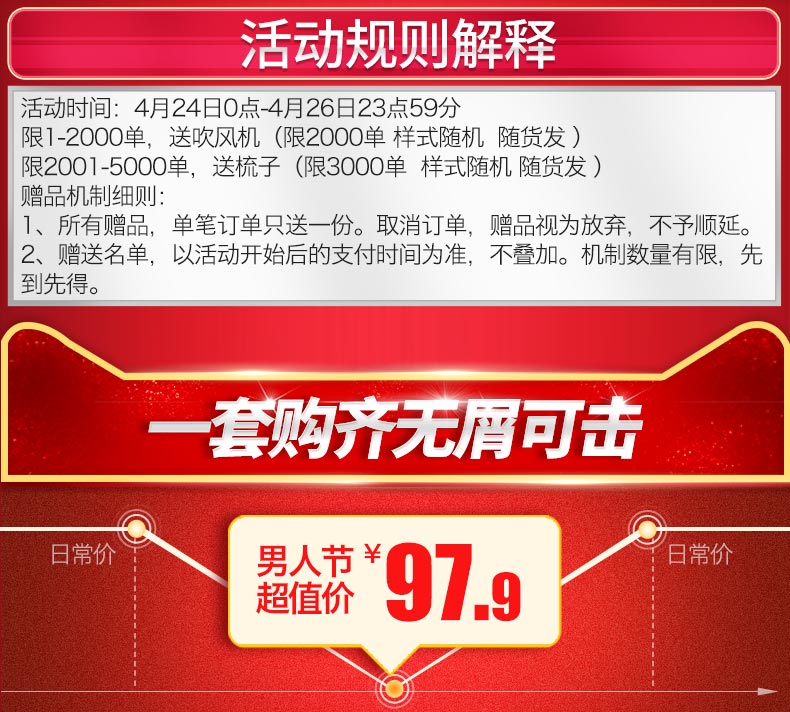 活动规则解释
活动时间：4月24日0点-4月26日23点59分
限1-2000单，送吹风机（限2000单 样式随机 随货发 ）
限2001-5000单，送梳子（限3000单 样式随机 随货发 ）
赠品机制细则：
1、所有赠品，单笔订单只送一份。取消订单，赠品视为放弃，不予顺延。
2、赠送名单，以活动开始后的支付时间为准，不叠加。机制数量有限，先
到先得。
一套购齐无屑可击
日常价
男人节
超值价
¥97.9
日常价